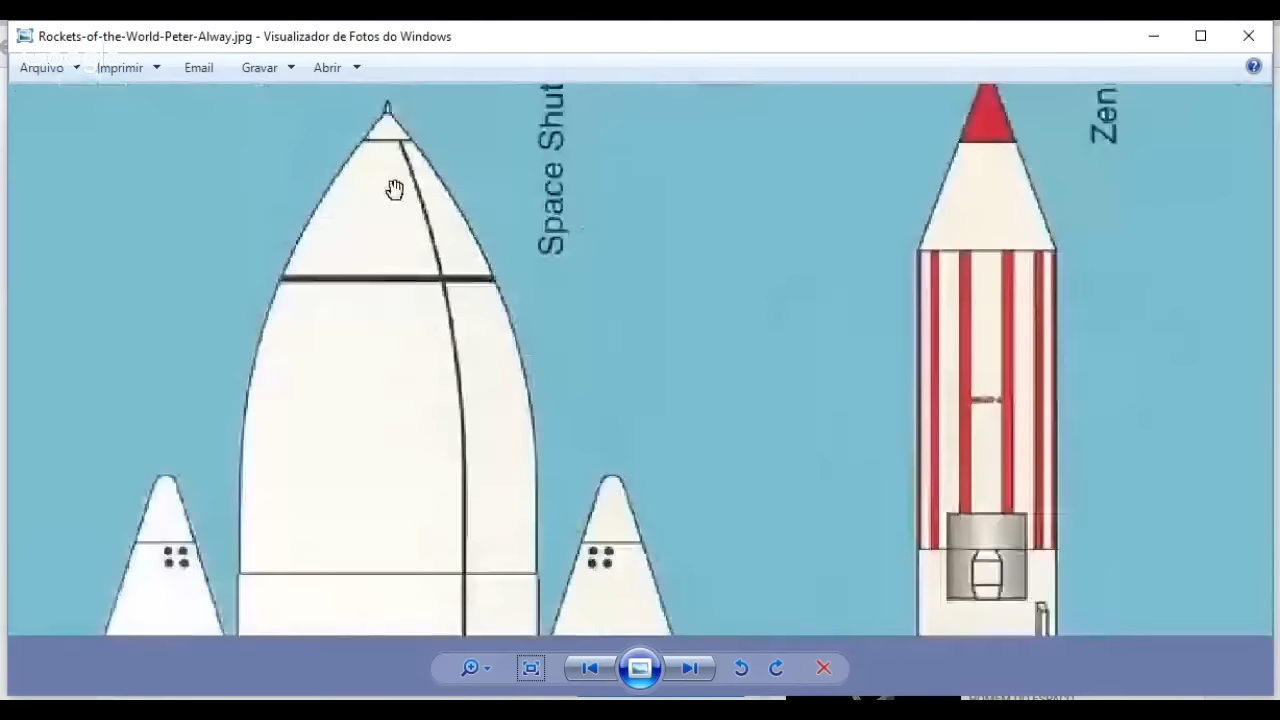 Rockets-of-the-World-Peter-Alway.jpg - Visualizador de Fotos do Windows
Arquivo Imprimir Email Gravar Abrir
Space Shut
Zen